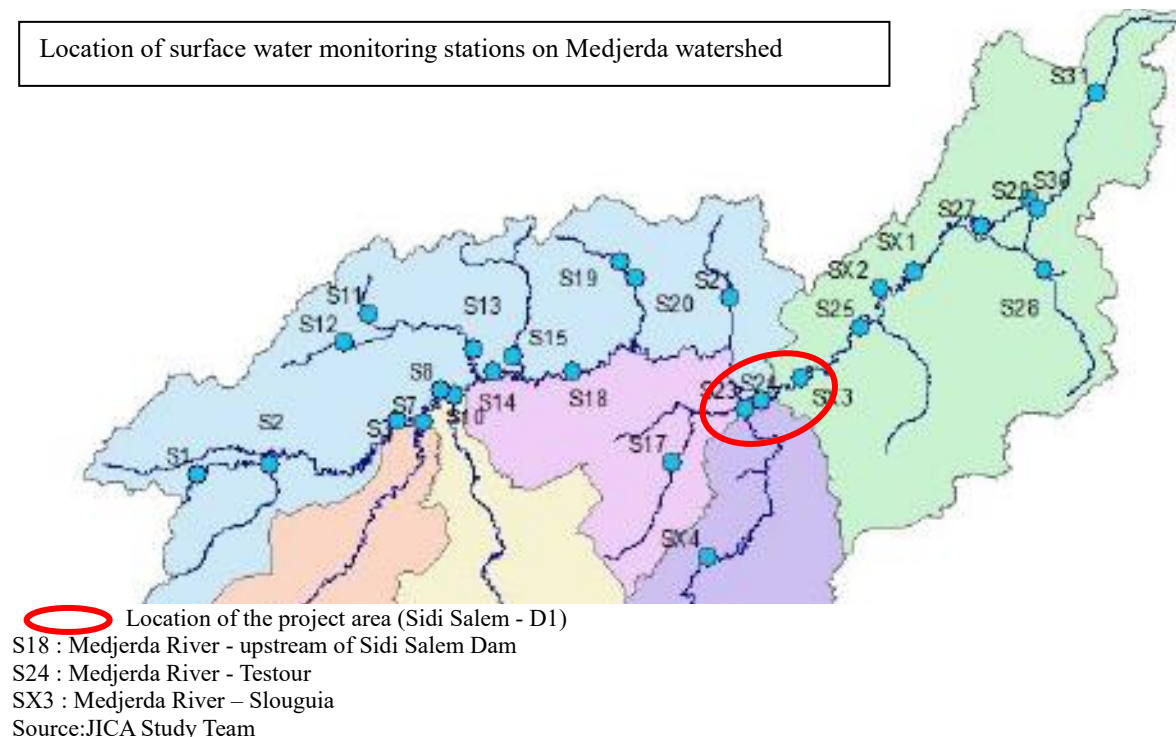 Location of surface water monitoring stations on Medjerda watershed
S31
S29 S30
S27
SX1
SX2
S19
S21
S11
S20
S13
S28
S12
S25
S15
S8
S14
S18
S23
S24
SX3
S7
S10
S3
S2
S17
S1
SX4
Location of the project area (Sidi Salem - D1)
S18 : Medjerda River - upstream of Sidi Salem Dam
S24 : Medjerda River - Testour
SX3 : Medjerda River – Slouguia
Source:JICA Study Team